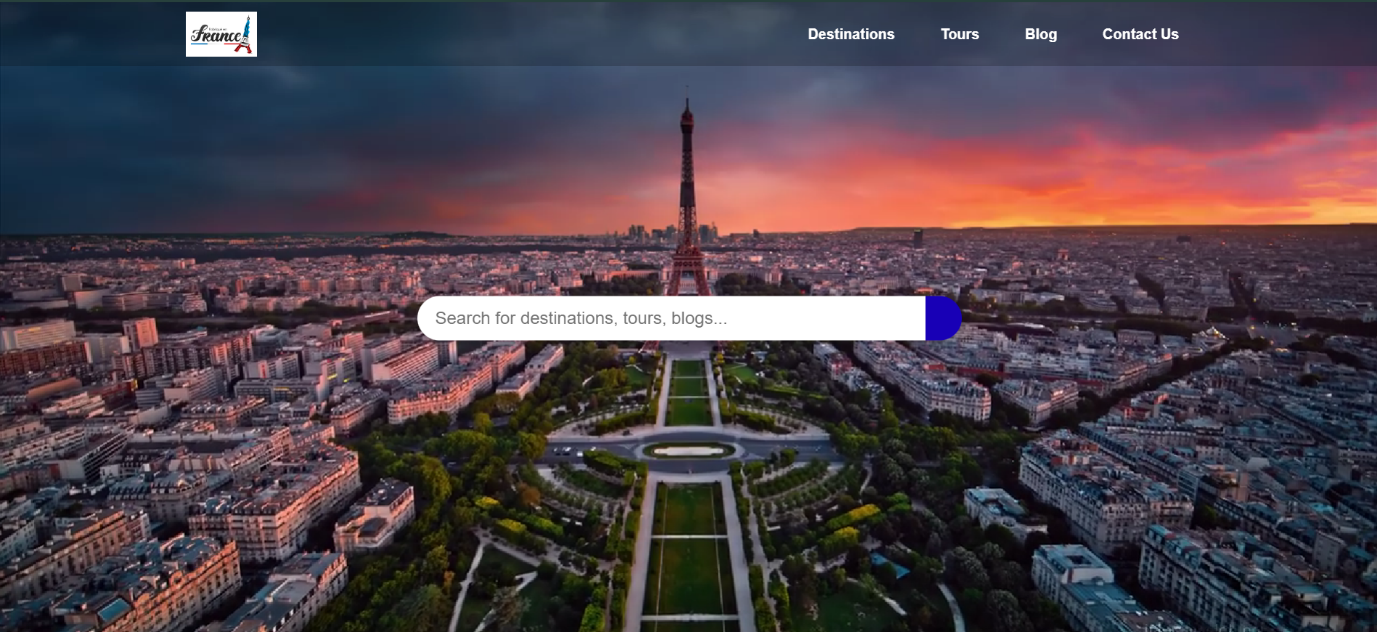 France
Destinations
Tours
Blog
Contact Us
Search for destinations, tours, blogs...